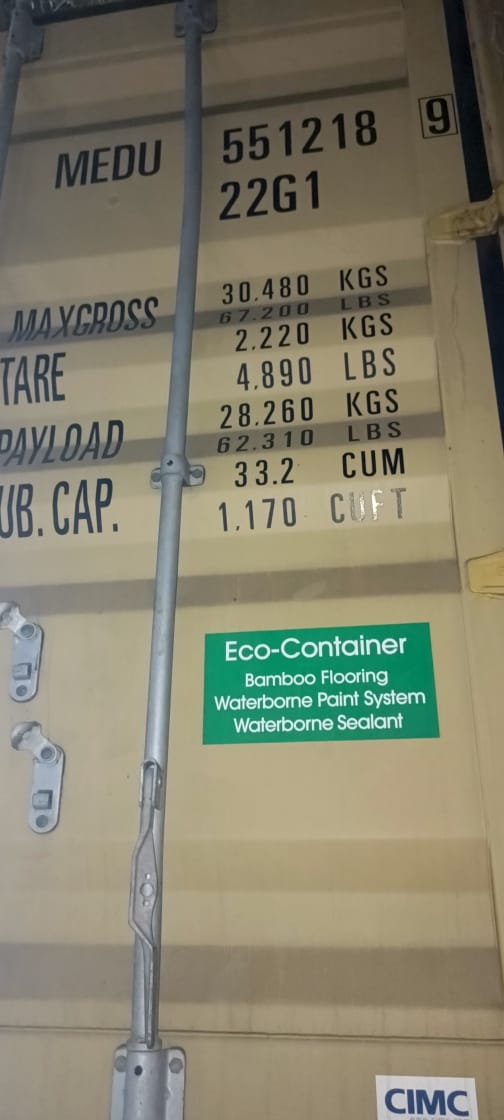 MEDU 551218 9
22G1
MAXGROSS 30.480 KGS
67.200 LBS
TARE 2.220 KGS
4.890 LBS
PAYLOAD 28.260 KGS
62.310 LBS
UB. CAP. 33.2 CUM
1.170 CUFT
Eco-Container
Bamboo Flooring
Waterborne Paint System
Waterborne Sealant
CIMC